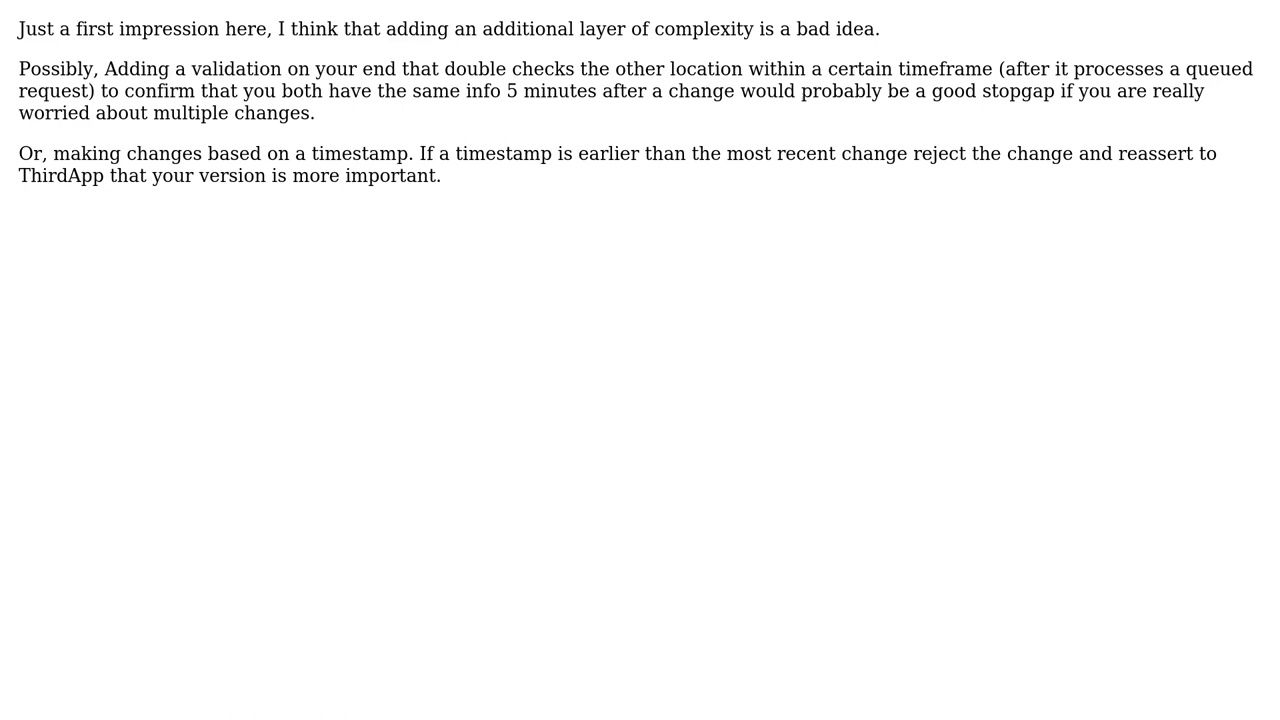 Just a first impression here, I think that adding an additional layer of complexity is a bad idea.
Possibly, Adding a validation on your end that double checks the other location within a certain timeframe (after it processes a queued
request) to confirm that you both have the same info 5 minutes after a change would probably be a good stopgap if you are really
worried about multiple changes.
Or, making changes based on a timestamp. If a timestamp is earlier than the most recent change reject the change and reassert to
ThirdApp that your version is more important.